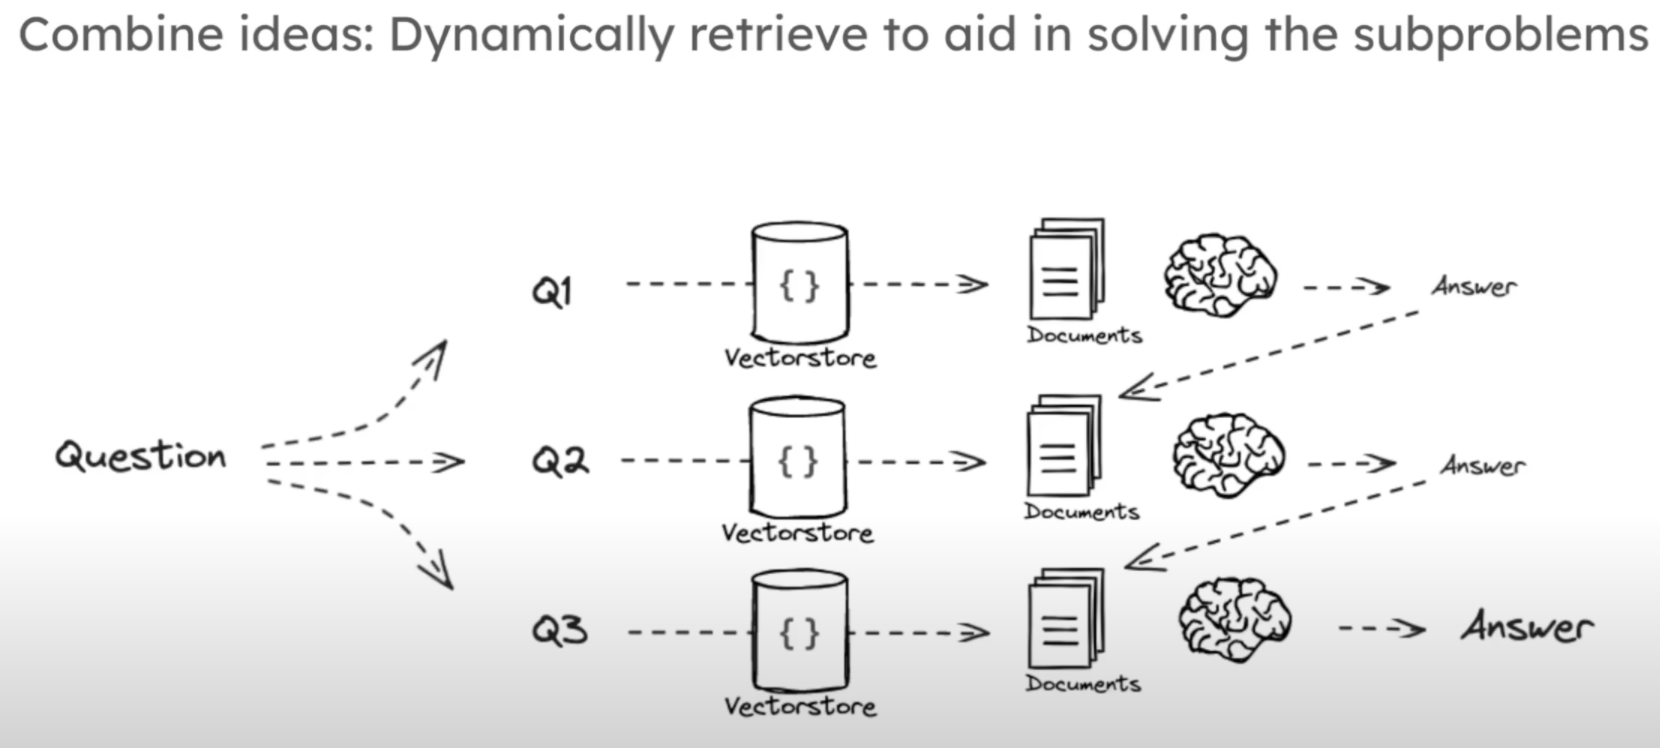 Combine ideas: Dynamically retrieve to aid in solving the subproblems
Question
Q1
{ }
Vectorstore
Documents
Answer
Q2
{ }
Vectorstore
Documents
Answer
Q3
{ }
Vectorstore
Documents
Answer